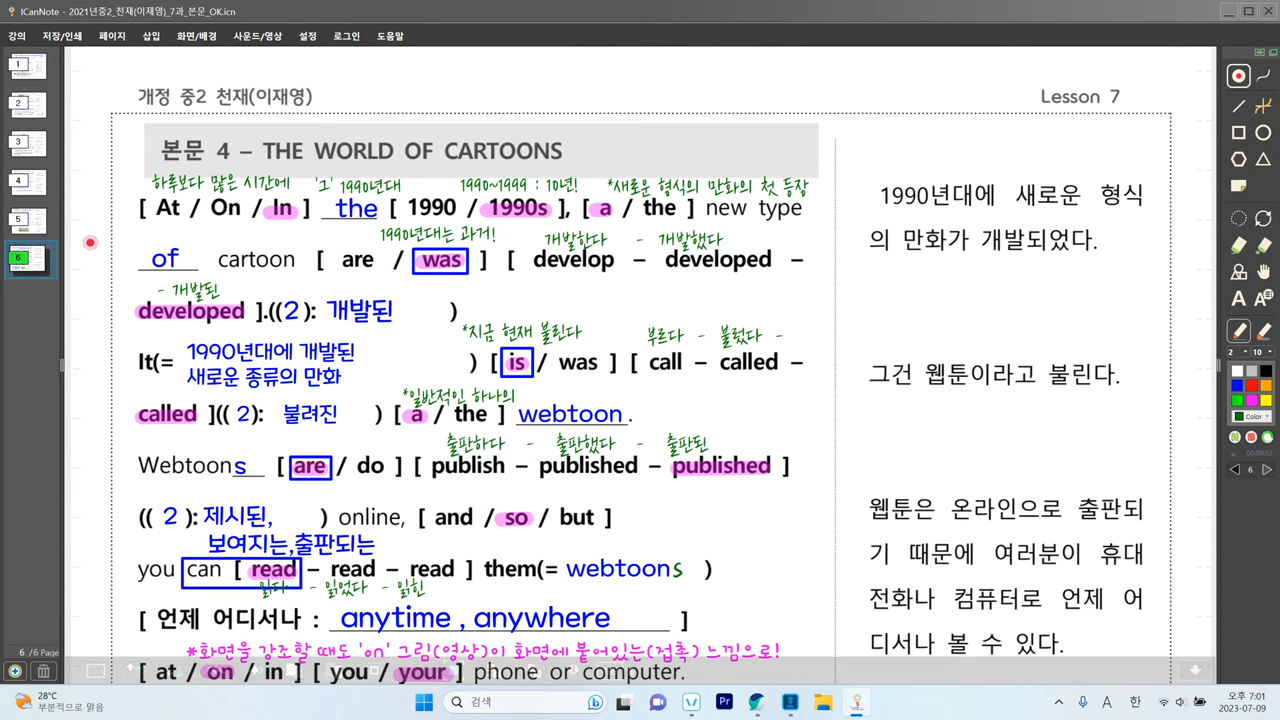 ICanNote - 2021년중2_천재(이재영)_7과_본문_OK.icn
강의 저장/인쇄 페이지 삽입 화면/배경 사운드/영상 설정 로그인 도움말
1
2
3
4
5
6
개정 중2 천재(이재영) Lesson 7
본문 4 – THE WORLD OF CARTOONS
하루보다 많은 시간에 '그' 1990년대 1990~1999 : 10년! *새로운 형식의 만화의 첫 등장
[ At / On / In ] the [ 1990 / 1990s ], [ a / the ] new type
1990년대는 과거! 개발한다 - 개발했다
of cartoon [ are / was ] [ develop – developed –
- 개발된
developed ].((2): 개발된 )
*지금 현재 불린다 부르다 - 불렀다 -
It(= 1990년대에 개발된 새로운 종류의 만화 ) [ is / was ] [ call – called –
*일반적인 하나의
called ](( 2): 불려진 ) [ a / the ] webtoon.
출판하다 - 출판했다 - 출판된
Webtoons [ are / do ] [ publish – published – published ]
(( 2 ): 제시된, ) online, [ and / so / but ]
보여지는,출판되는
you can [ read – read – read ] them(= webtoons )
읽다 - 읽었다 - 읽힌
[ 언제 어디서나 : anytime , anywhere ]
*화면을 강조할 때도 'on' 그림(영상)이 화면에 붙어있는(접촉) 느낌으로!
[ at / on / in ] [ you / your ] phone or computer.
1990년대에 새로운 형식
의 만화가 개발되었다.
그건 웹툰이라고 불린다.
웹툰은 온라인으로 출판되
기 때문에 여러분이 휴대
전화나 컴퓨터로 언제 어
디서나 볼 수 있다.
2 10
Color
00:09:52
6
6 /6 Page
28°C
부분적으로 맑음
검색
A 한
오후 7:01
2023-07-09